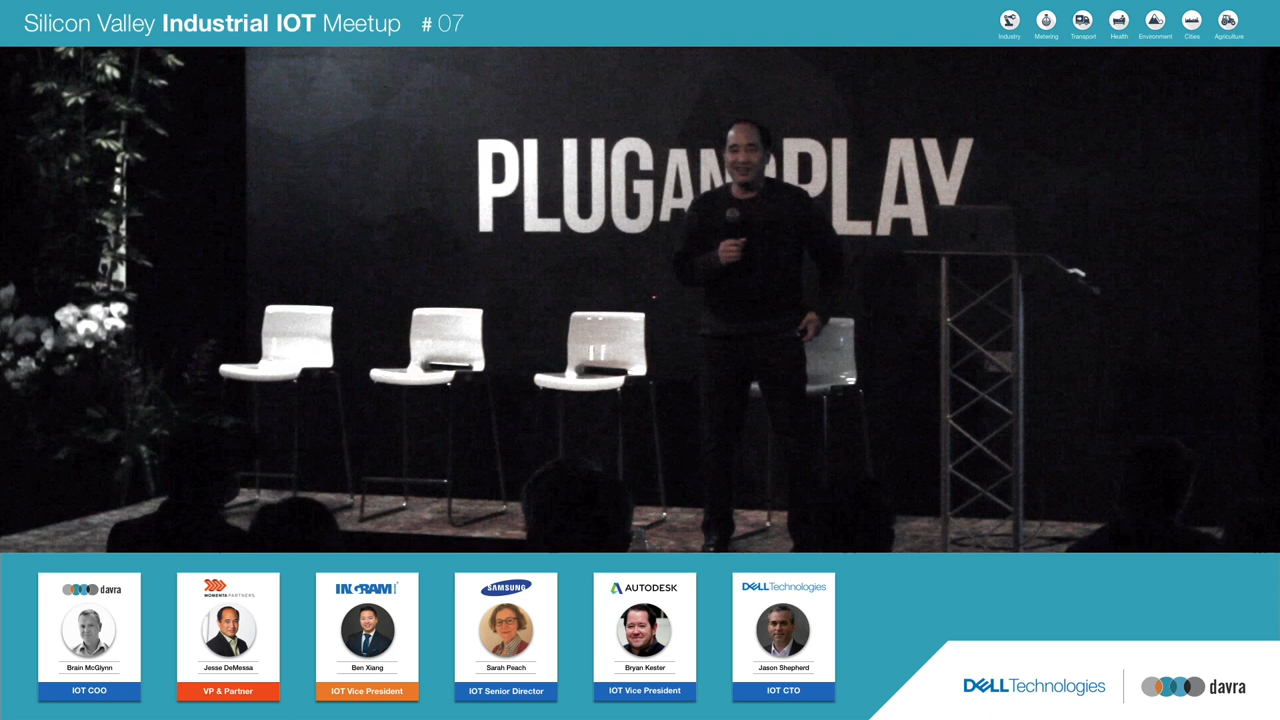 Silicon Valley Industrial IOT Meetup # 07
Industry Metering Transport Health Environment Cities Agriculture
PLUG AND PLAY
davra
MOMENTA PARTNERS
INGRAM
SAMSUNG
AUTODESK
DELL Technologies
Brain McGlynn
Jesse DeMessa
Ben Xiang
Sarah Peach
Bryan Kester
Jason Shepherd
IOT COO
VP & Partner
IOT Vice President
IOT Senior Director
IOT Vice President
IOT CTO
DELL Technologies
davra